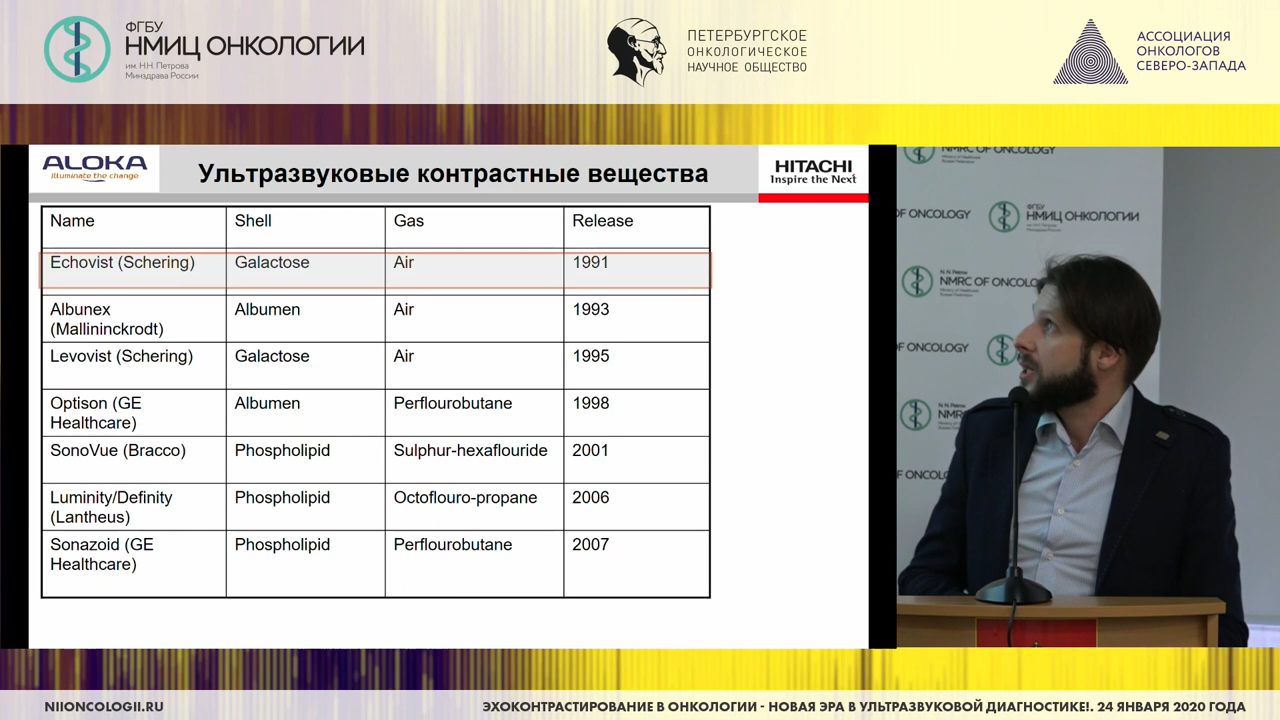 ФГБУ
НМИЦ ОНКОЛОГИИ
им. Н.Н. Петрова
Минздрава России
ПЕТЕРБУРГСКОЕ
ОНКОЛОГИЧЕСКОЕ
НАУЧНОЕ ОБЩЕСТВО
АССОЦИАЦИЯ
ОНКОЛОГОВ
СЕВЕРО-ЗАПАДА
ALOKA
Illuminate the change
Ультразвуковые контрастные вещества
HITACHI
Inspire the Next
Name Shell Gas Release
Echovist (Schering) Galactose Air 1991
Albunex
(Mallininckrodt) Albumen Air 1993
Levovist (Schering) Galactose Air 1995
Optison (GE
Healthcare) Albumen Perflourobutane 1998
SonoVue (Bracco) Phospholipid Sulphur-hexaflouride 2001
Luminity/Definity
(Lantheus) Phospholipid Octoflouro-propane 2006
Sonazoid (GE
Healthcare) Phospholipid Perflourobutane 2007
NMRC OF ONCOLOGY
OF ONCOLOGY
ФГБУ
НМИЦ ОНКОЛОГИИ
N.N. Petrov
NMRC OF ONCOLO
OF ONCOLOGY
N.N. Petrov
NMR
OF ONCOLOGY
NIIONCOLOGII.RU
ЭХОКОНТРАСТИРОВАНИЕ В ОНКОЛОГИИ - НОВАЯ ЭРА В УЛЬТРАЗВУКОВОЙ ДИАГНОСТИКЕ!. 24 ЯНВАРЯ 2020 ГОДА